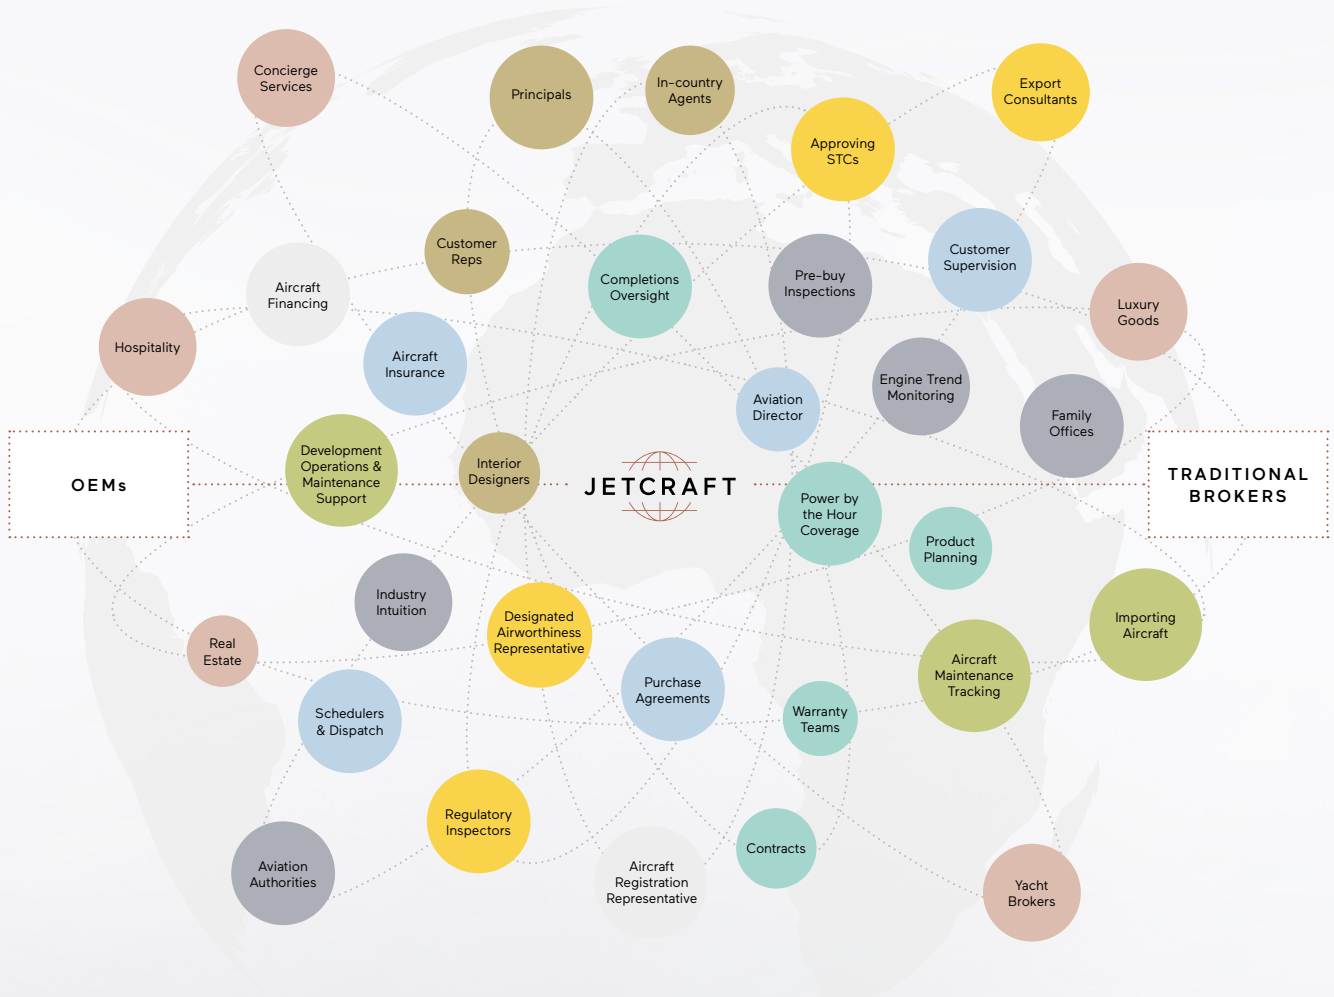 Concierge
Services
Principals
In-country
Agents
Export
Consultants
Approving
STCs
Customer
Reps
Customer
Supervision
Aircraft
Financing
Completions
Oversight
Pre-buy
Inspections
Luxury
Goods
Hospitality
Aircraft
Insurance
Engine Trend
Monitoring
Aviation
Director
Family
Offices
Development
Operations &
Maintenance
Support
Interior
Designers
OEMs
JETCRAFT
TRADITIONAL
BROKERS
Power by
the Hour
Coverage
Product
Planning
Industry
Intuition
Designated
Airworthiness
Representative
Importing
Aircraft
Real
Estate
Aircraft
Maintenance
Tracking
Purchase
Agreements
Schedulers
& Dispatch
Warranty
Teams
Regulatory
Inspectors
Contracts
Aviation
Authorities
Aircraft
Registration
Representative
Yacht
Brokers